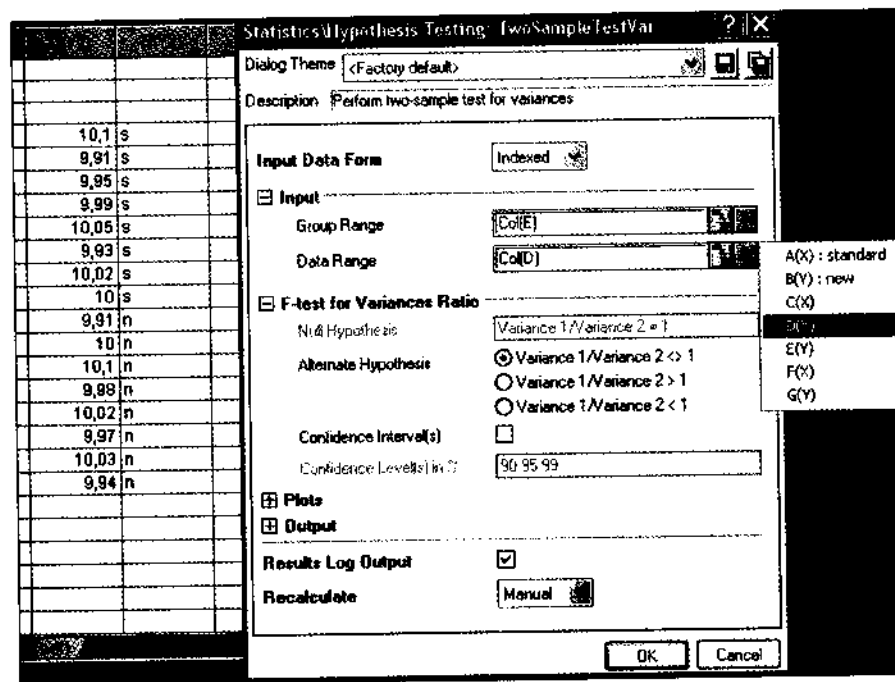 Statistics\Hypothesis Testing: TwoSampleTestVar
Dialog Theme <Factory default>
Description Perform two-sample test for variances
10,1 s
9,91 s
9,95 s
9,99 s
10,05 s
9,93 s
10,02 s
10 s
9,91 n
10 n
10,1 n
9,98 n
10,02 n
9,97 n
10,03 n
9,94 n
Input Data Form Indexed
Input
Group Range Col(E)
Data Range Col(D)
F-test for Variances Ratio
Null Hypothesis Variance 1/Variance 2 = 1
Alternate Hypothesis Variance 1/Variance 2 <> 1
Variance 1/Variance 2 > 1
Variance 1/Variance 2 < 1
Confidence Interval(s)
Confidence Level(s) in % 90 95 99
Plots
Output
Results Log Output
Recalculate Manual
OK Cancel
A(X) : standard
B(Y) : new
C(X)
D(Y)
E(Y)
F(X)
G(Y)